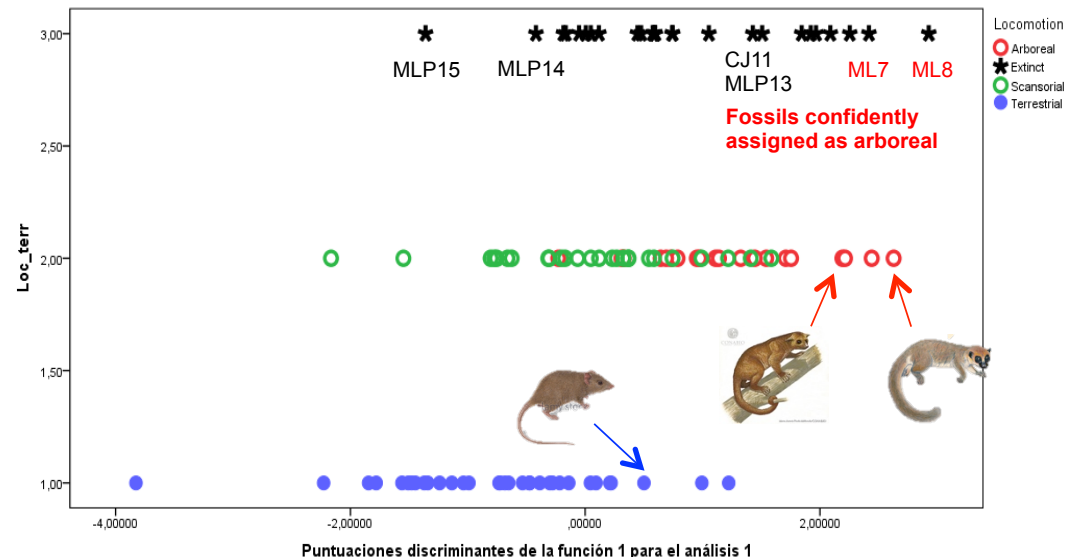 3,00
2,50
2,00
1,50
1,00
Loc_terr
-4,00000
-2,00000
,00000
2,00000
Puntuaciones discriminantes de la función 1 para el análisis 1
MLP15
MLP14
CJ11
MLP13
ML7
ML8
Fossils confidently
assigned as arboreal
Locomotion
Arboreal
Extinct
Scansorial
Terrestrial